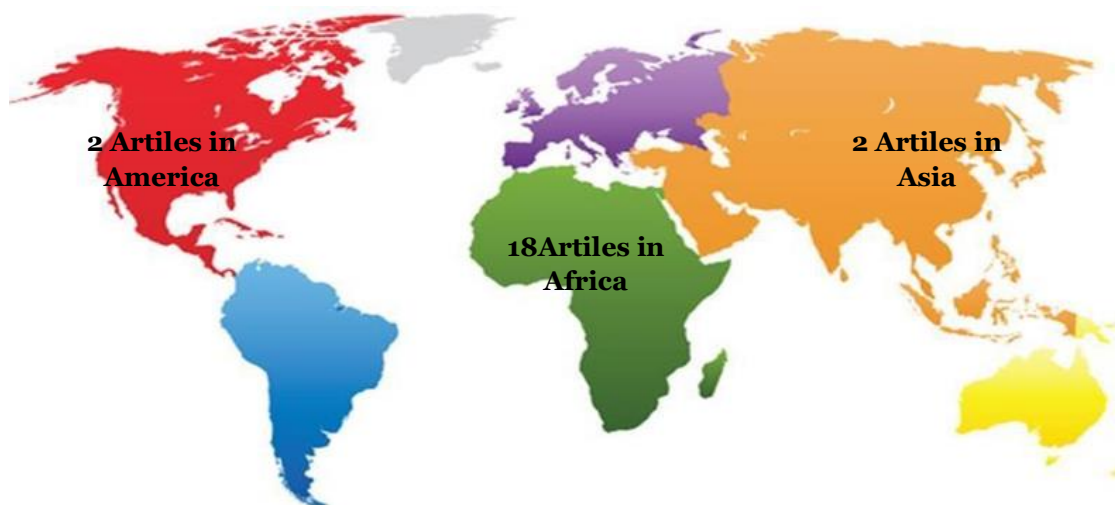 2 Artiles in
America
2 Artiles in
Asia
18Artiles in
Africa